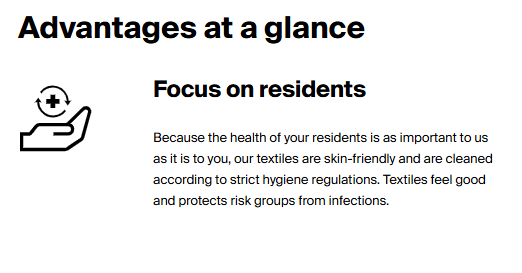 Advantages at a glance
Focus on residents
Because the health of your residents is as important to us
as it is to you, our textiles are skin-friendly and are cleaned
according to strict hygiene regulations. Textiles feel good
and protects risk groups from infections.